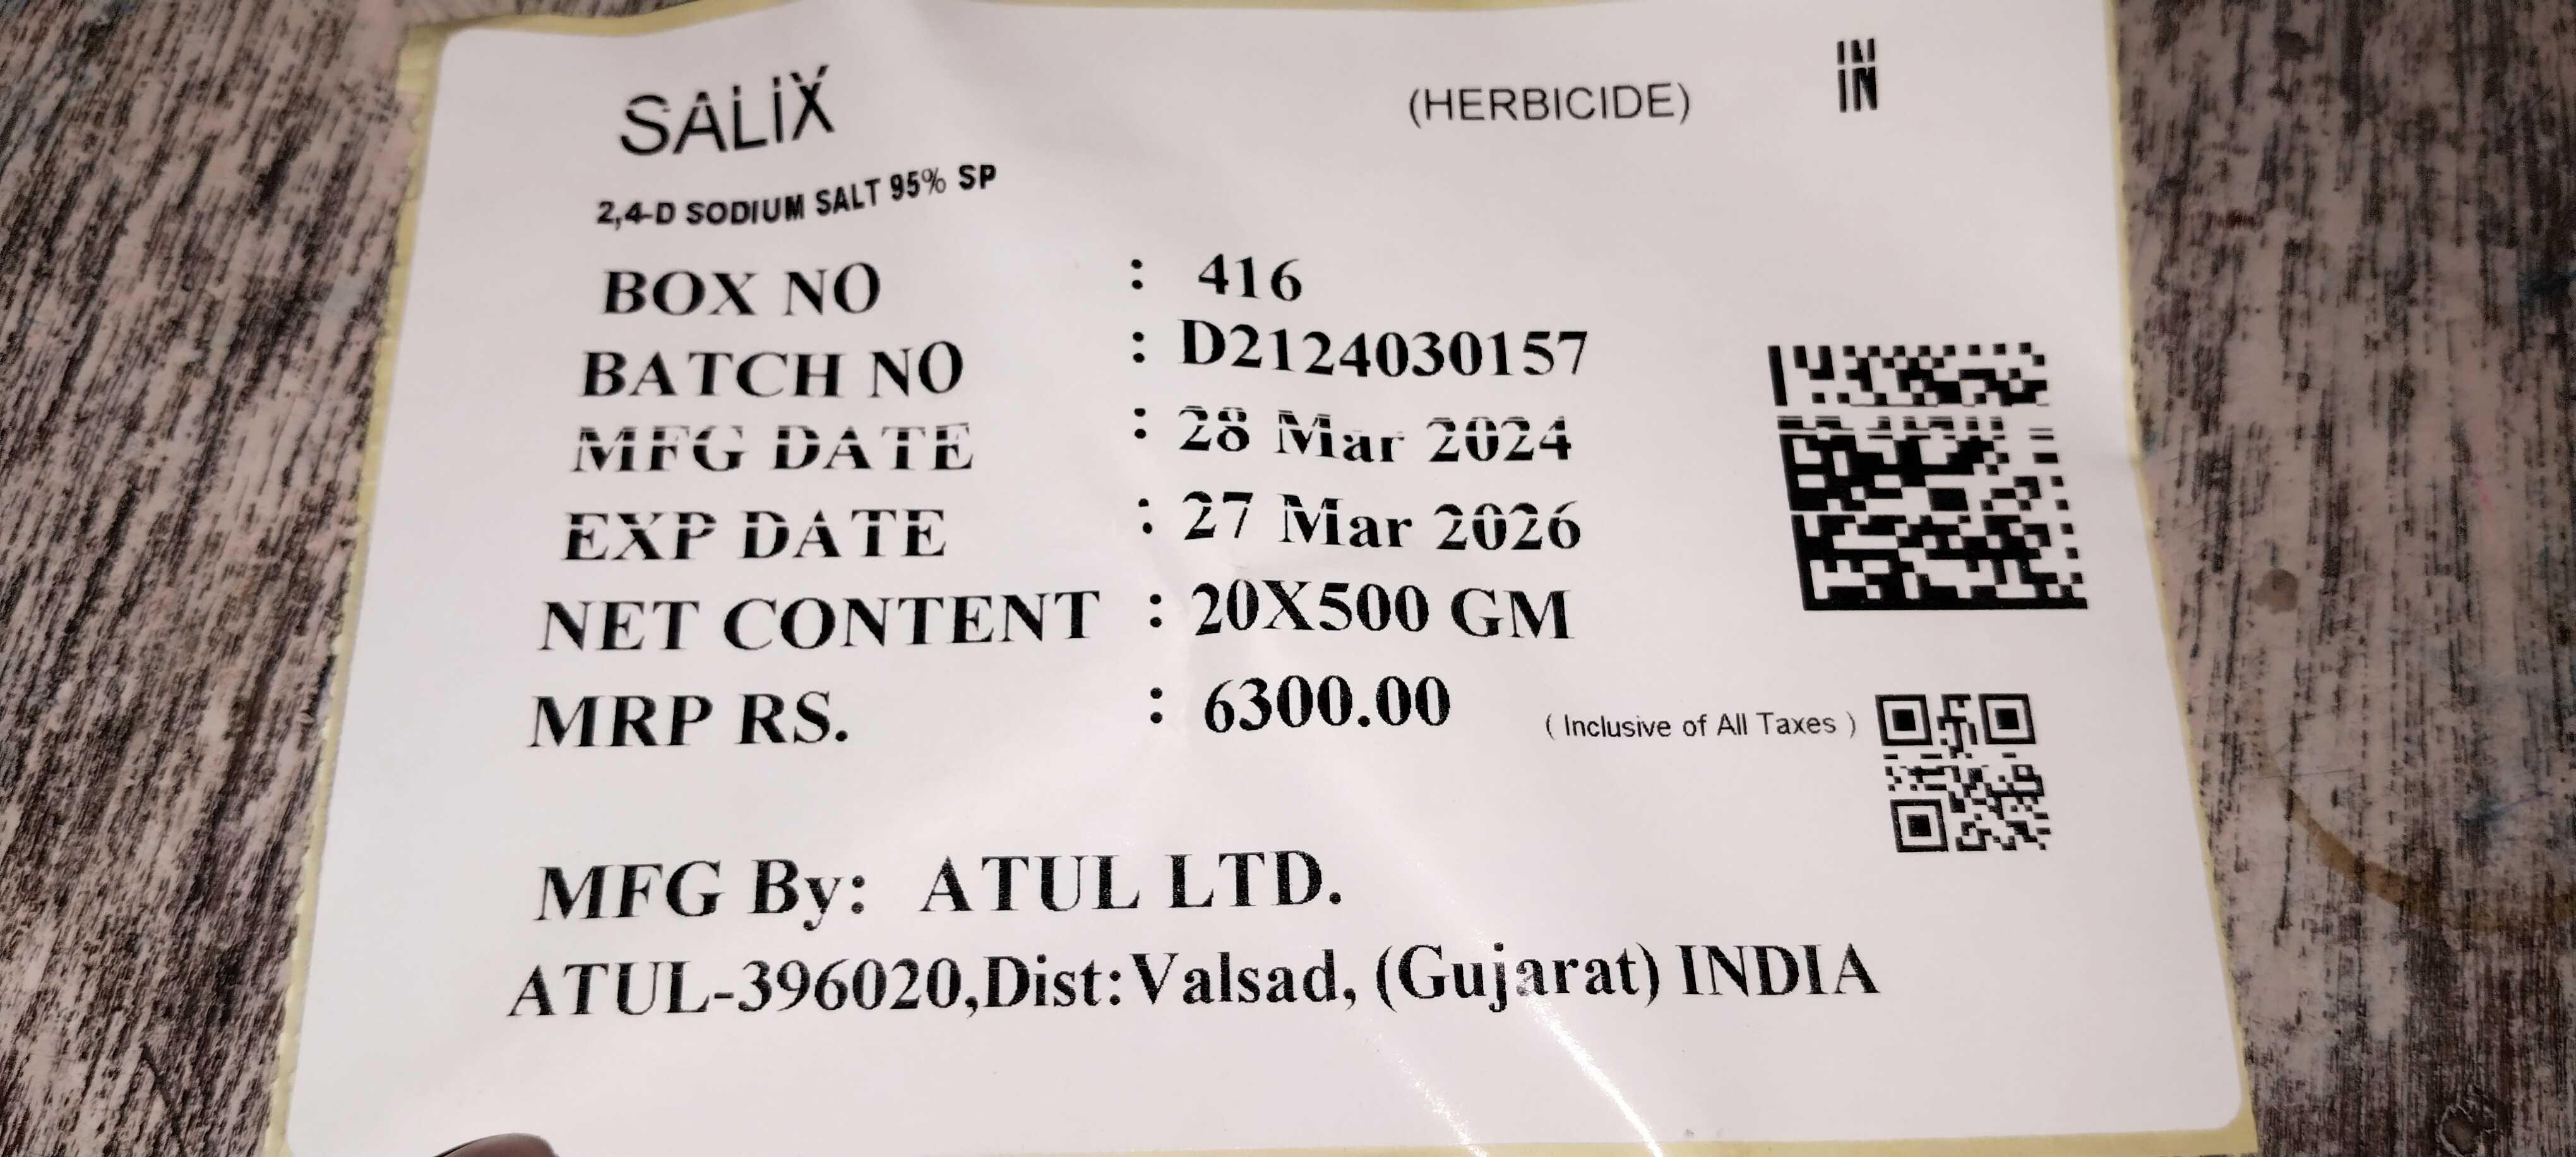 SALIX (HERBICIDE) IN
2,4-D SODIUM SALT 95% SP
BOX NO : 416
BATCH NO : D2124030157
MFG DATE : 28 Mar 2024
EXP DATE : 27 Mar 2026
NET CONTENT : 20X500 GM
MRP RS. : 6300.00 ( Inclusive of All Taxes )
MFG By: ATUL LTD.
ATUL-396020,Dist:Valsad, (Gujarat) INDIA